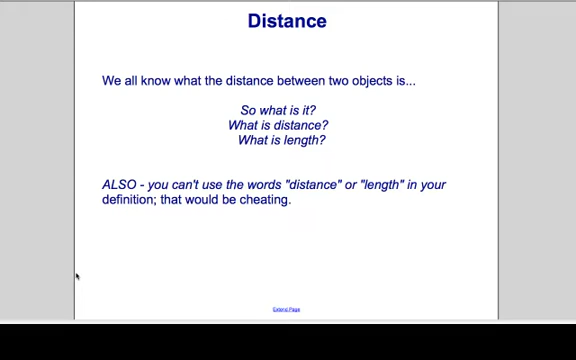 Distance
We all know what the distance between two objects is...
So what is it?
What is distance?
What is length?
ALSO - you can't use the words "distance" or "length" in your
definition; that would be cheating.
Extend Page